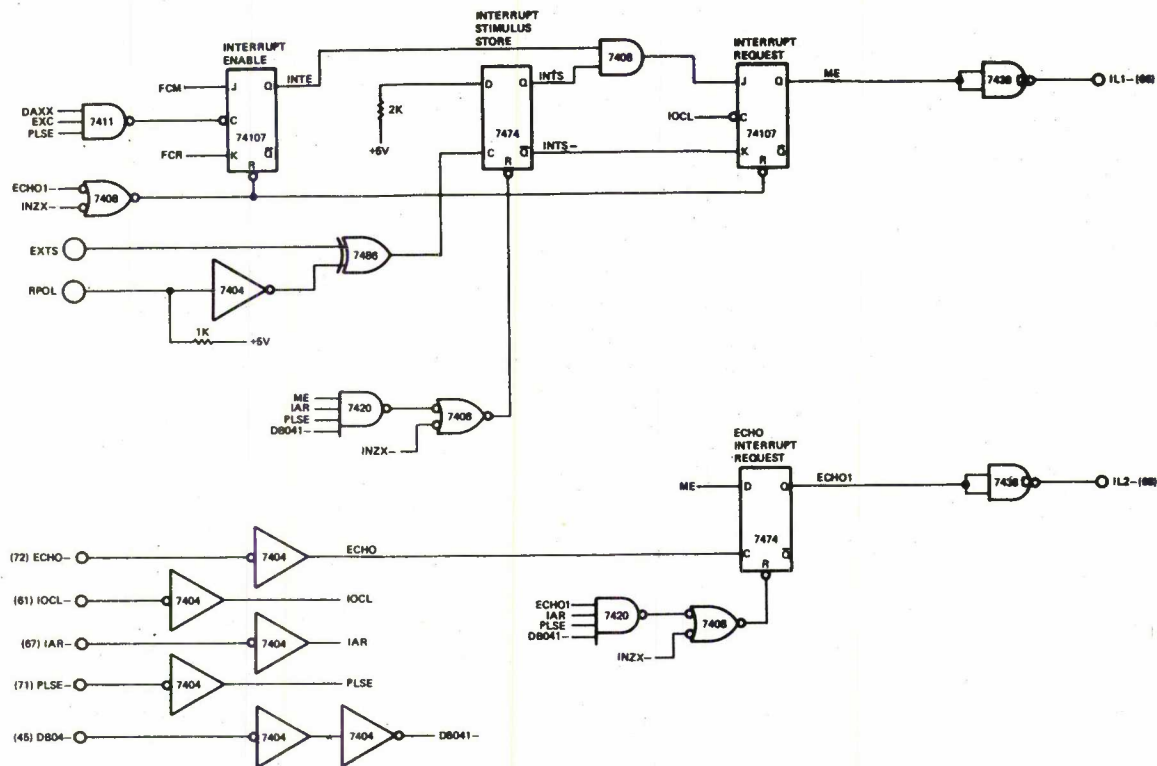 INTERRUPT
ENABLE
FCM
J
Q
INTE
DAXX
EXC
PLSE
7411
C
74107
FCR
K
Q
R
ECHO1-
INZX-
7408
EXTS
7486
RPOL
7404
1K
+5V
INTERRUPT
STIMULUS
STORE
D
Q
INTS
2K
+5V
7474
C
Q
INTS-
R
7408
INTERRUPT
REQUEST
J
Q
ME
IOCL
C
74107
K
Q
R
7438
IL1-(66)
ME
IAR
PLSE
DB041-
7420
7408
INZX-
ECHO
INTERRUPT
REQUEST
ME
D
Q
ECHO1
7474
C
Q
R
7438
IL2-(68)
(72) ECHO-
7404
ECHO
(61) IOCL-
7404
IOCL
(67) IAR-
7404
IAR
(71) PLSE-
7404
PLSE
(45) DB04-
7404
7404
DB041-
ECHO1
IAR
PLSE
DB041-
7420
7408
INZX-